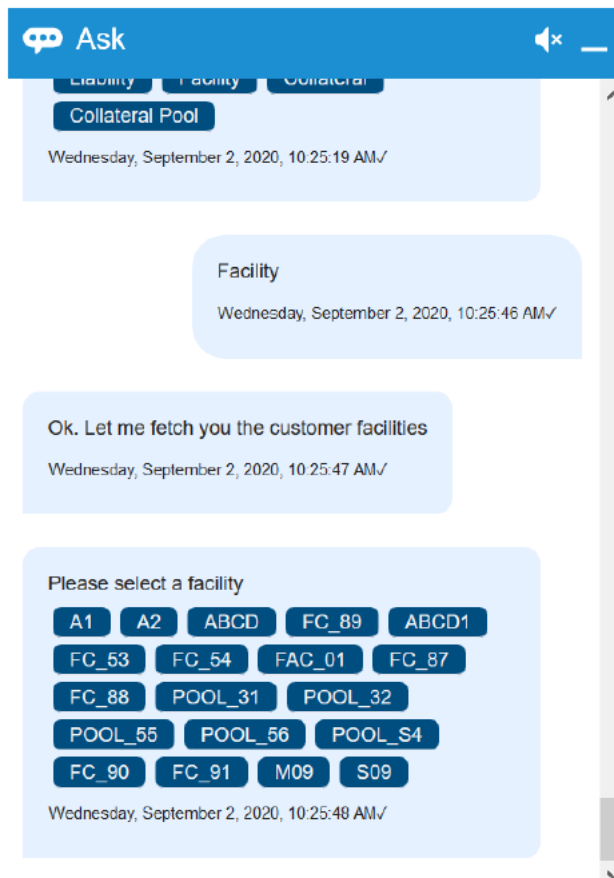 Ask
Liability Facility Collateral
Collateral Pool
Wednesday, September 2, 2020, 10:25:19 AM✓
Facility
Wednesday, September 2, 2020, 10:25:46 AM✓
Ok. Let me fetch you the customer facilities
Wednesday, September 2, 2020, 10:25:47 AM✓
Please select a facility
A1 A2 ABCD FC_89 ABCD1
FC_53 FC_54 FAC_01 FC_87
FC_88 POOL_31 POOL_32
POOL_55 POOL_56 POOL_S4
FC_90 FC_91 M09 S09
Wednesday, September 2, 2020, 10:25:48 AM✓